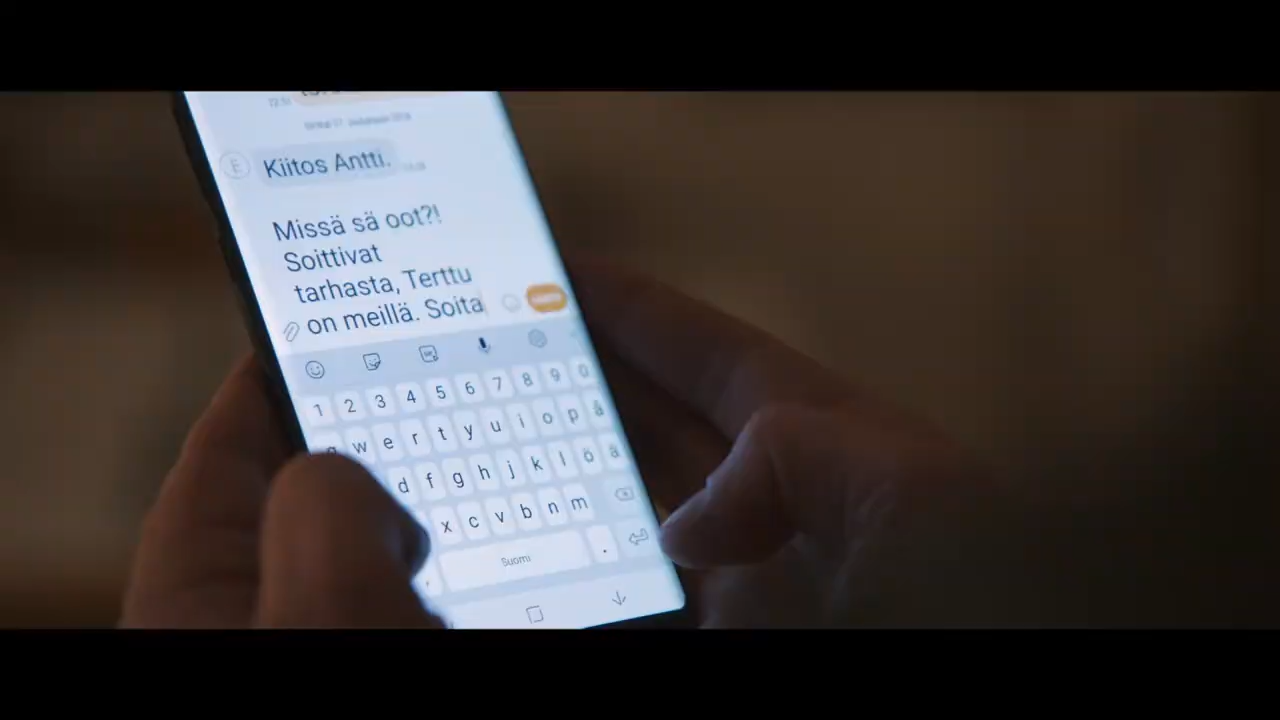 Kiitos Antti.
Missä sä oot?!
Soittivat
tarhasta, Terttu
on meillä. Soita
1 2 3 4 5 6 7 8 9 0
w e r t y u i o p å
d f g h j k l ö ä
x c v b n m
, Suomi .